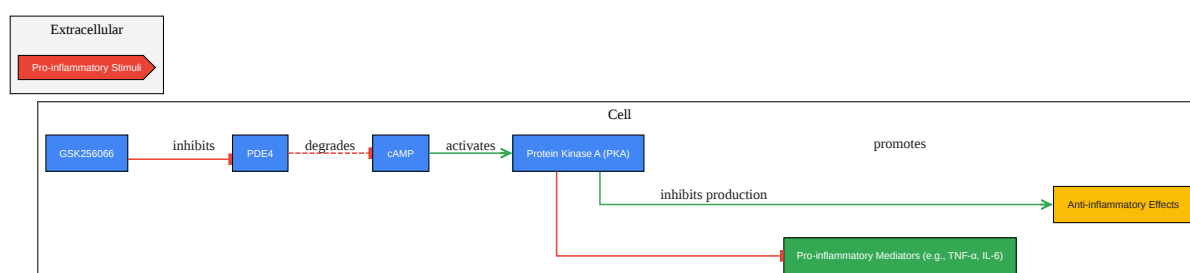 Extracellular
Pro-inflammatory Stimuli
Cell
GSK256066
inhibits
PDE4
degrades
cAMP
activates
Protein Kinase A (PKA)
promotes
inhibits production
Anti-inflammatory Effects
Pro-inflammatory Mediators (e.g., TNF-α, IL-6)